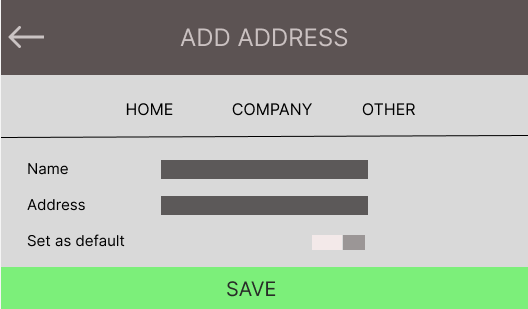 ADD ADDRESS
HOME COMPANY OTHER
Name
Address
Set as default
SAVE